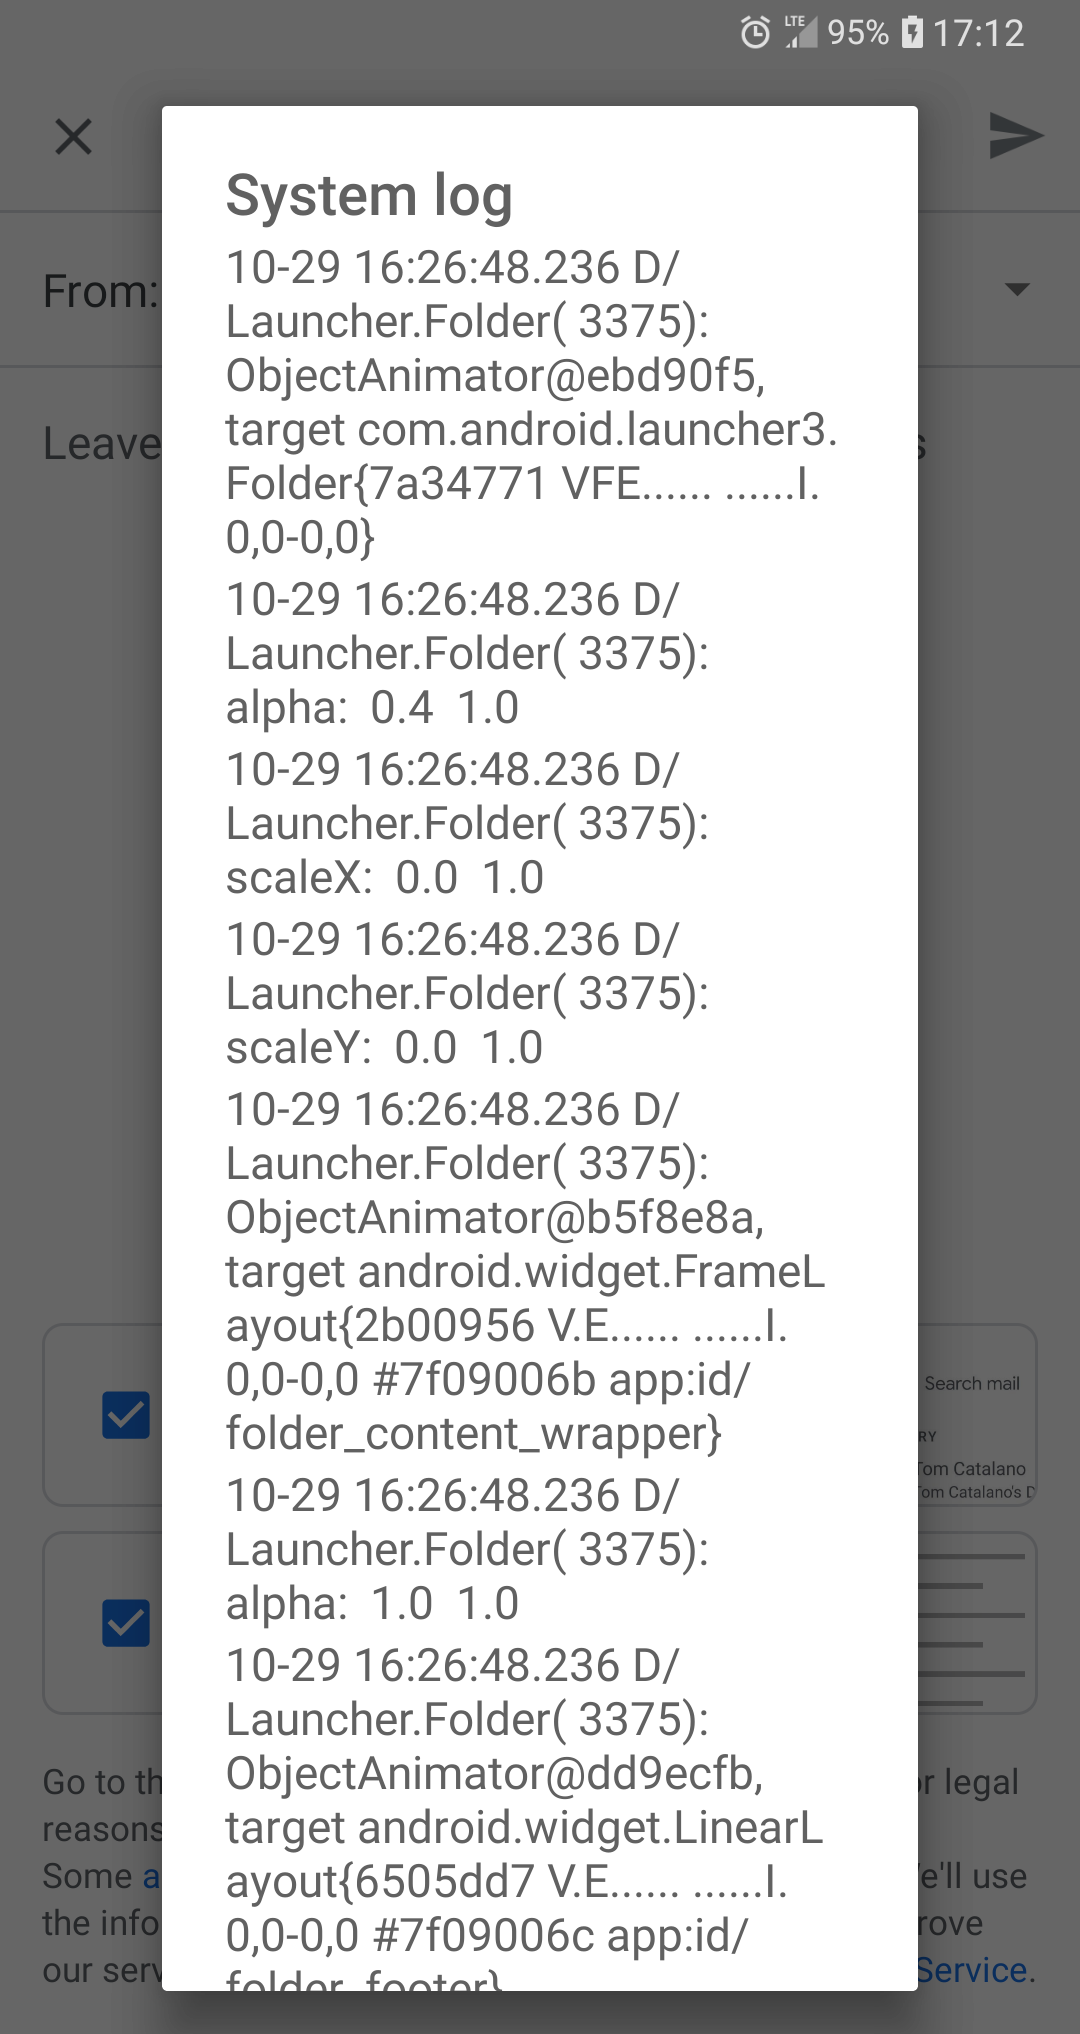 LTE 95% 17:12
System log
10-29 16:26:48.236 D/
Launcher.Folder( 3375):
ObjectAnimator@ebd90f5,
target com.android.launcher3.
Folder{7a34771 VFE...... ......I.
0,0-0,0}
10-29 16:26:48.236 D/
Launcher.Folder( 3375):
alpha:  0.4  1.0
10-29 16:26:48.236 D/
Launcher.Folder( 3375):
scaleX:  0.0  1.0
10-29 16:26:48.236 D/
Launcher.Folder( 3375):
scaleY:  0.0  1.0
10-29 16:26:48.236 D/
Launcher.Folder( 3375):
ObjectAnimator@b5f8e8a,
target android.widget.FrameL
ayout{2b00956 V.E...... ......I.
0,0-0,0 #7f09006b app:id/
folder_content_wrapper}
10-29 16:26:48.236 D/
Launcher.Folder( 3375):
alpha:  1.0  1.0
10-29 16:26:48.236 D/
Launcher.Folder( 3375):
ObjectAnimator@dd9ecfb,
target android.widget.LinearL
ayout{6505dd7 V.E...... ......I.
0,0-0,0 #7f09006c app:id/
folder_footer}
From:
Leave
Search mail
RY
Tom Catalano
Tom Catalano's D
Go to th
or legal
reasons
Some a
e'll use
the info
rove
our serv
Service.